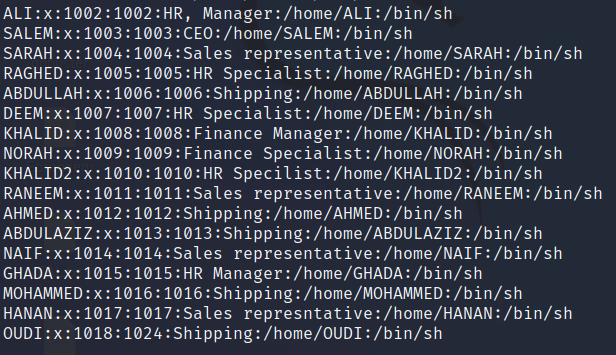 ALI:x:1002:1002:HR, Manager:/home/ALI:/bin/sh
SALEM:x:1003:1003:CEO:/home/SALEM:/bin/sh
SARAH:x:1004:1004:Sales representative:/home/SARAH:/bin/sh
RAGHED:x:1005:1005:HR Specialist:/home/RAGHED:/bin/sh
ABDULLAH:x:1006:1006:Shipping:/home/ABDULLAH:/bin/sh
DEEM:x:1007:1007:HR Specialist:/home/DEEM:/bin/sh
KHALID:x:1008:1008:Finance Manager:/home/KHALID:/bin/sh
NORAH:x:1009:1009:Finance Specialist:/home/NORAH:/bin/sh
KHALID2:x:1010:1010:HR Specilist:/home/KHALID2:/bin/sh
RANEEM:x:1011:1011:Sales representative:/home/RANEEM:/bin/sh
AHMED:x:1012:1012:Shipping:/home/AHMED:/bin/sh
ABDULAZIZ:x:1013:1013:Shipping:/home/ABDULAZIZ:/bin/sh
NAIF:x:1014:1014:Sales representative:/home/NAIF:/bin/sh
GHADA:x:1015:1015:HR Manager:/home/GHADA:/bin/sh
MOHAMMED:x:1016:1016:Shipping:/home/MOHAMMED:/bin/sh
HANAN:x:1017:1017:Sales represntative:/home/HANAN:/bin/sh
OUDI:x:1018:1024:Shipping:/home/OUDI:/bin/sh